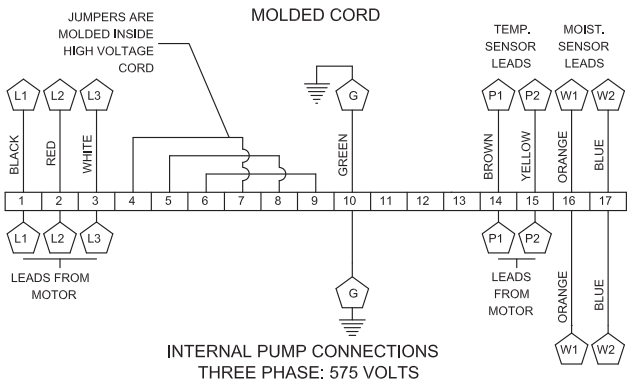 MOLDED CORD
JUMPERS ARE
MOLDED INSIDE
HIGH VOLTAGE
CORD
TEMP.
SENSOR
LEADS
MOIST.
SENSOR
LEADS
L1 L2 L3 G P1 P2 W1 W2
BLACK RED WHITE GREEN BROWN YELLOW ORANGE BLUE
1 2 3 4 5 6 7 8 9 10 11 12 13 14 15 16 17
L1 L2 L3 P1 P2
LEADS FROM
MOTOR
G
LEADS
FROM
MOTOR
ORANGE BLUE
W1 W2
INTERNAL PUMP CONNECTIONS
THREE PHASE: 575 VOLTS